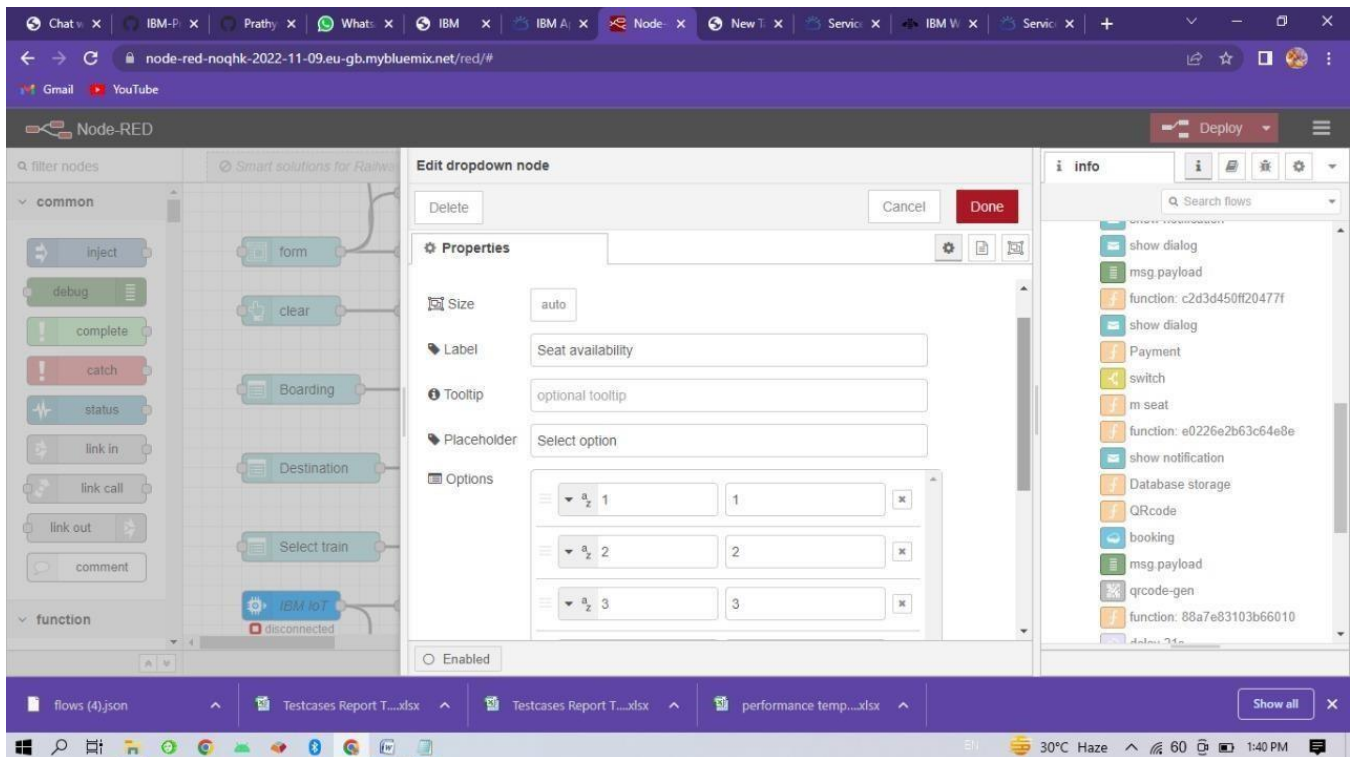 Chat w
IBM-P
Prathy
Whats
IBM
IBM A
Node-
New T
Service
IBM W
Servic
node-red-noqhk-2022-11-09.eu-gb.mybluemix.net/red/#
Gmail
YouTube
Node-RED
Deploy
filter nodes
Smart solutions for Railwa
Edit dropdown node
i info
Search flows
common
Delete
Cancel
Done
inject
form
Properties
show dialog
msg.payload
debug
Size
auto
function: c2d3d450ff20477f
complete
clear
show dialog
Label
Seat availability
Payment
catch
switch
Boarding
Tooltip
optional tooltip
m seat
status
function: e0226e2b63c64e8e
link in
Placeholder
Select option
show notification
Destination
Options
Database storage
link call
1
1
QRcode
link out
booking
Select train
2
2
msg.payload
comment
qrcode-gen
IBM IoT
3
3
function
function: 88a7e83103b66010
disconnected
Enabled
flows (4).json
Testcases Report T....xlsx
Testcases Report T....xlsx
performance temp....xlsx
Show all
EN
30°C Haze
60
1:40 PM